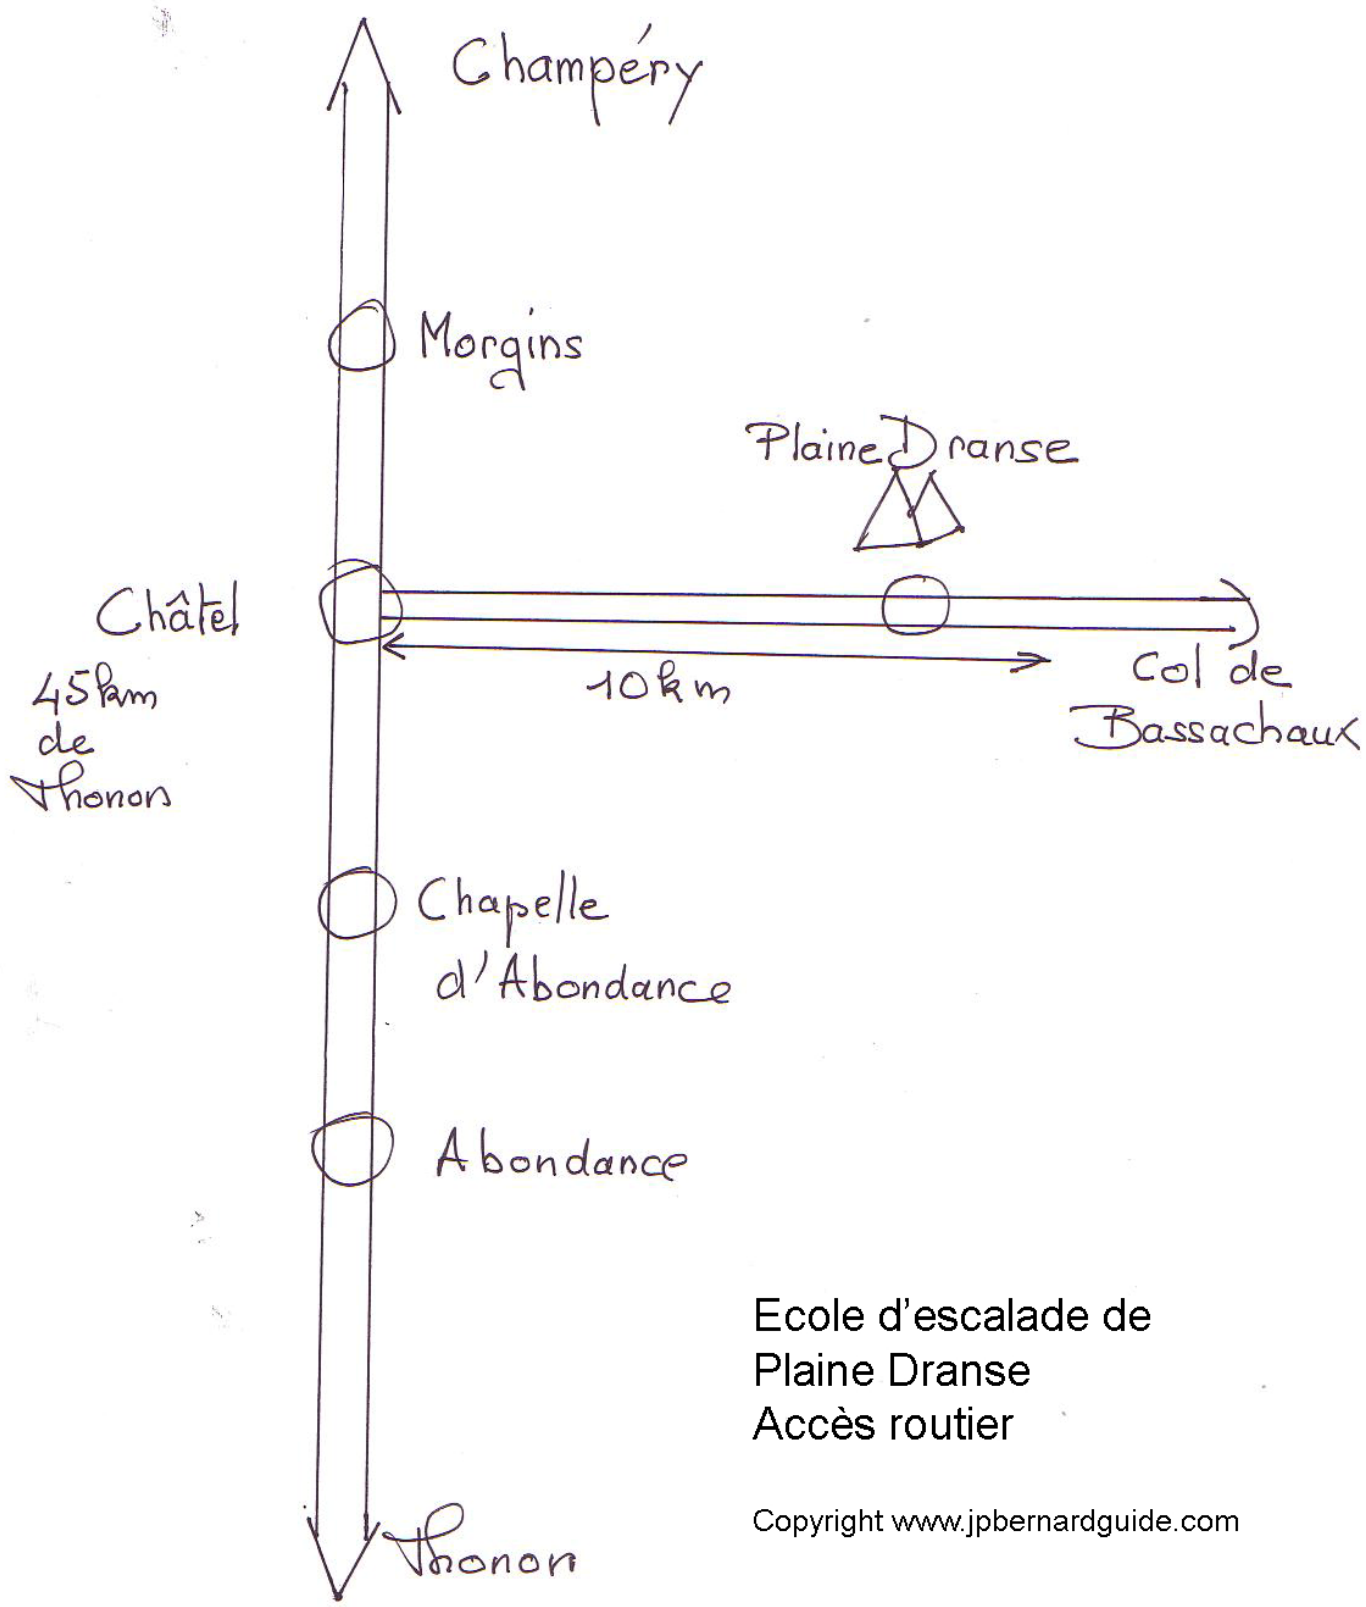 Champéry
Morgins
Plaine Dranse
Châtel
45km
de
Thonon
10km
Col de
Bassachaux
Chapelle
d'Abondance
Abondance
Ecole d’escalade de
Plaine Dranse
Accès routier
Copyright www.jpbernardguide.com
Thonon